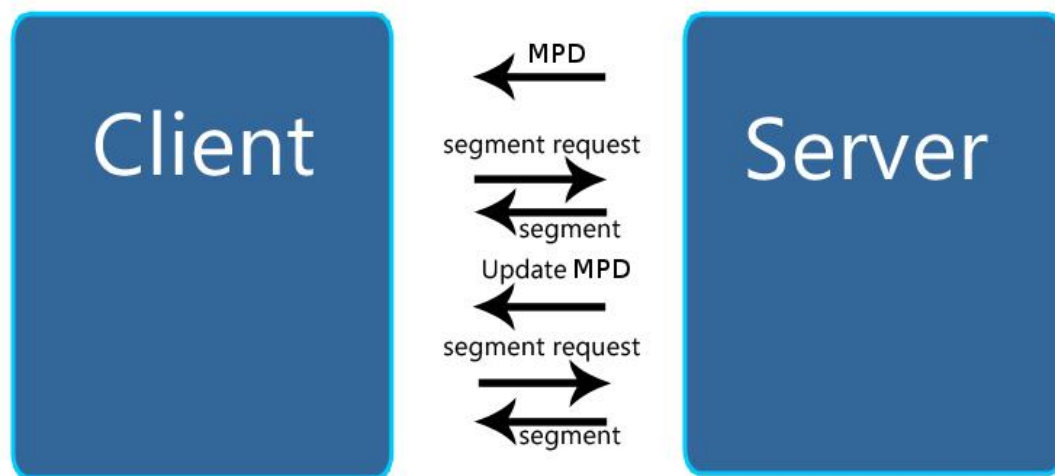 Client
MPD
segment request
segment
Update MPD
segment request
segment
Server